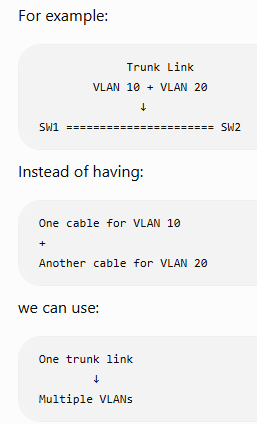 For example:
Trunk Link
VLAN 10 + VLAN 20
↓
SW1 ====================== SW2
Instead of having:
One cable for VLAN 10
+
Another cable for VLAN 20
we can use:
One trunk link
↓
Multiple VLANs